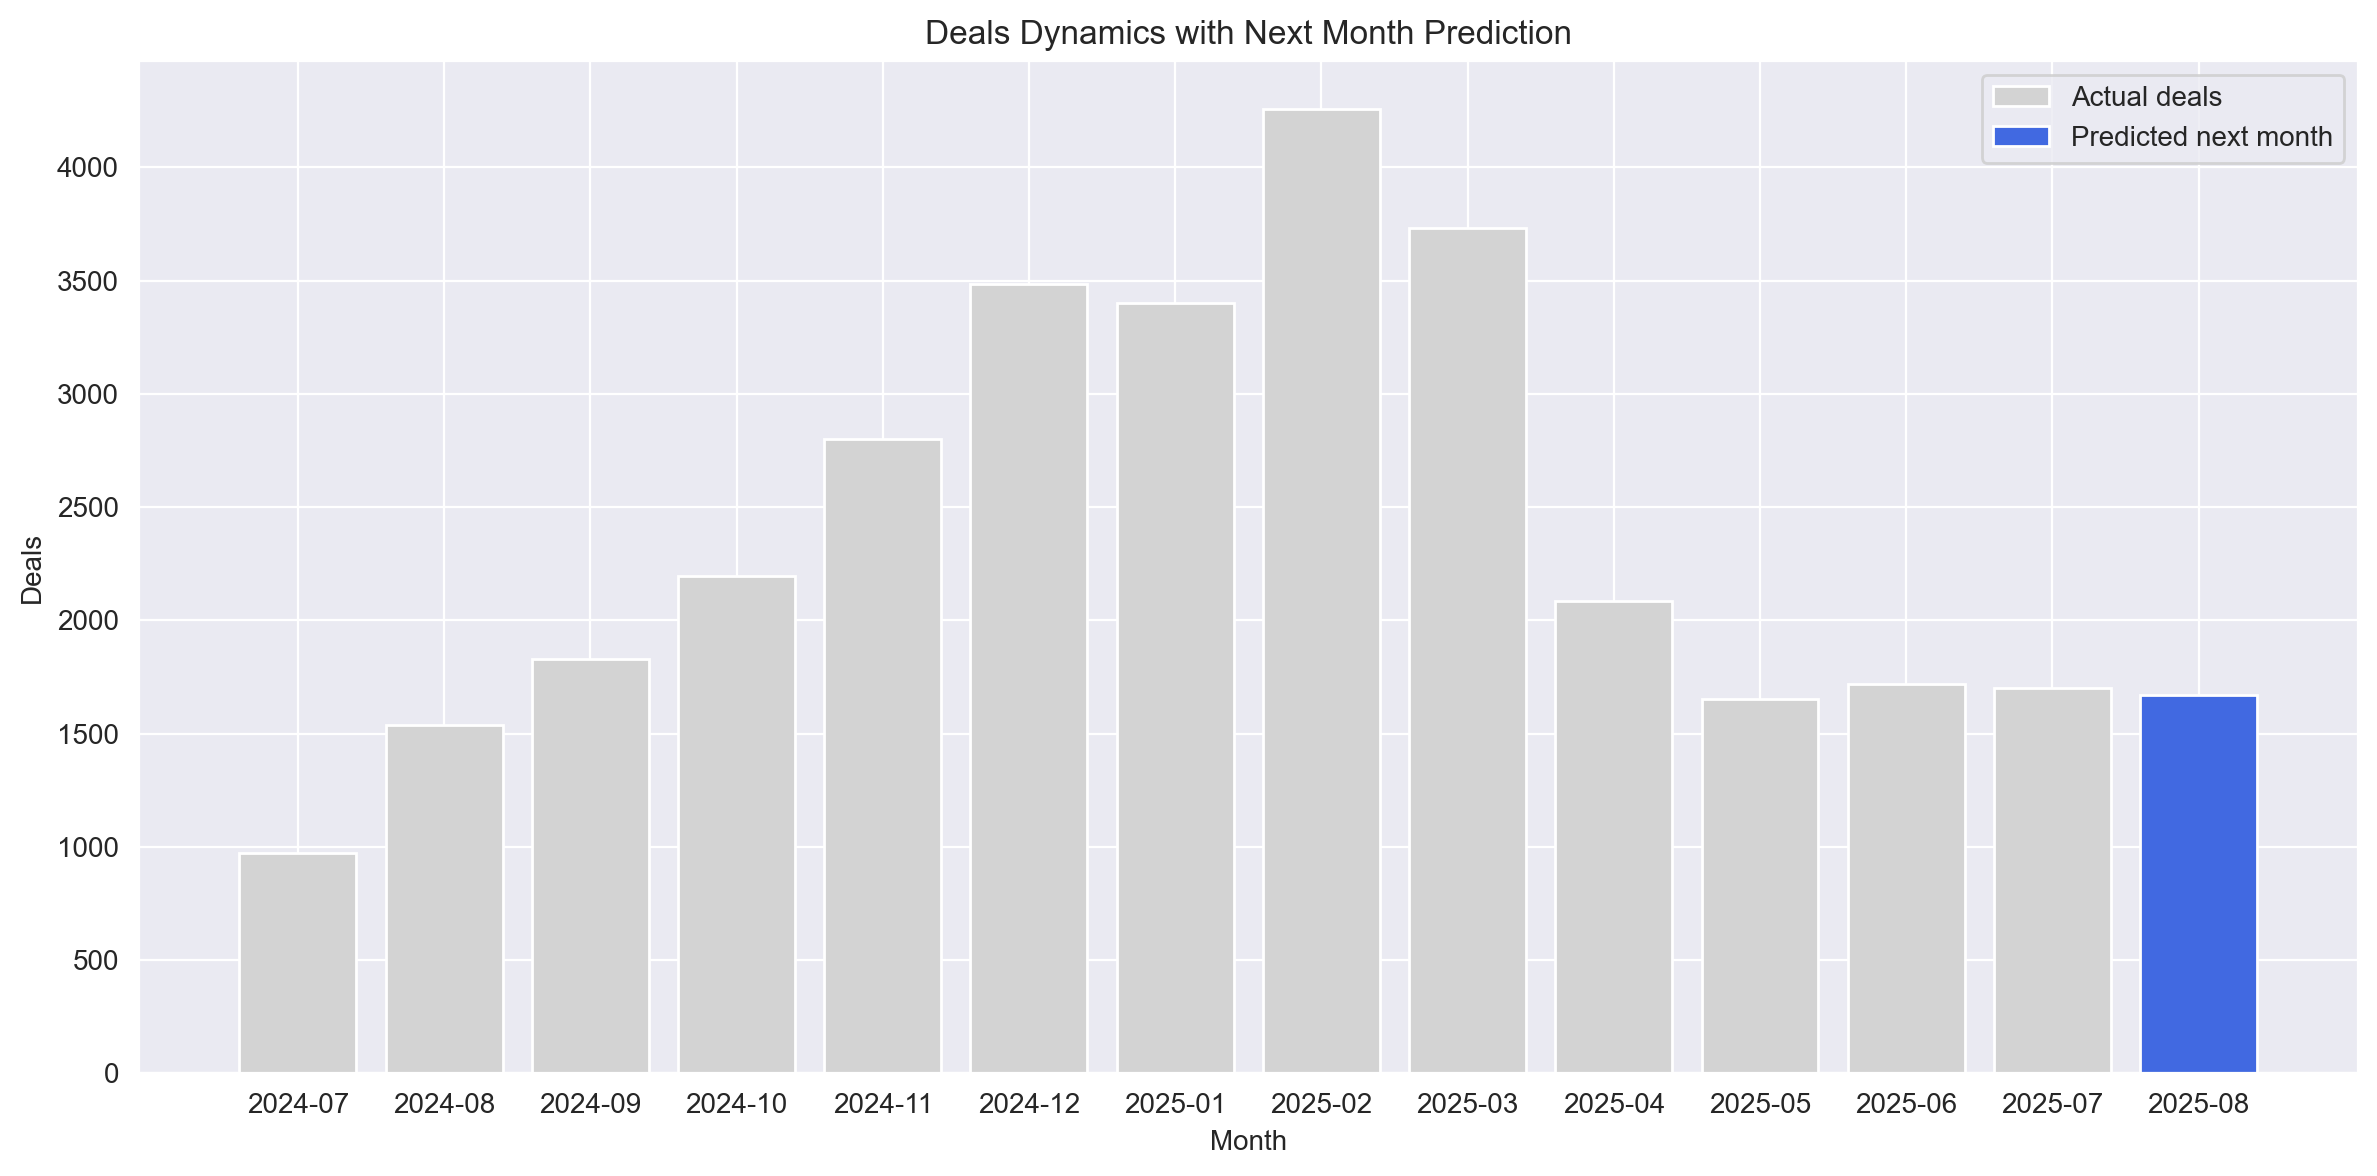 Deals Dynamics with Next Month Prediction
Actual deals
Predicted next month
4000
3500
3000
2500
2000
1500
1000
500
0
Deals
2024-07 2024-08 2024-09 2024-10 2024-11 2024-12 2025-01 2025-02 2025-03 2025-04 2025-05 2025-06 2025-07 2025-08
Month